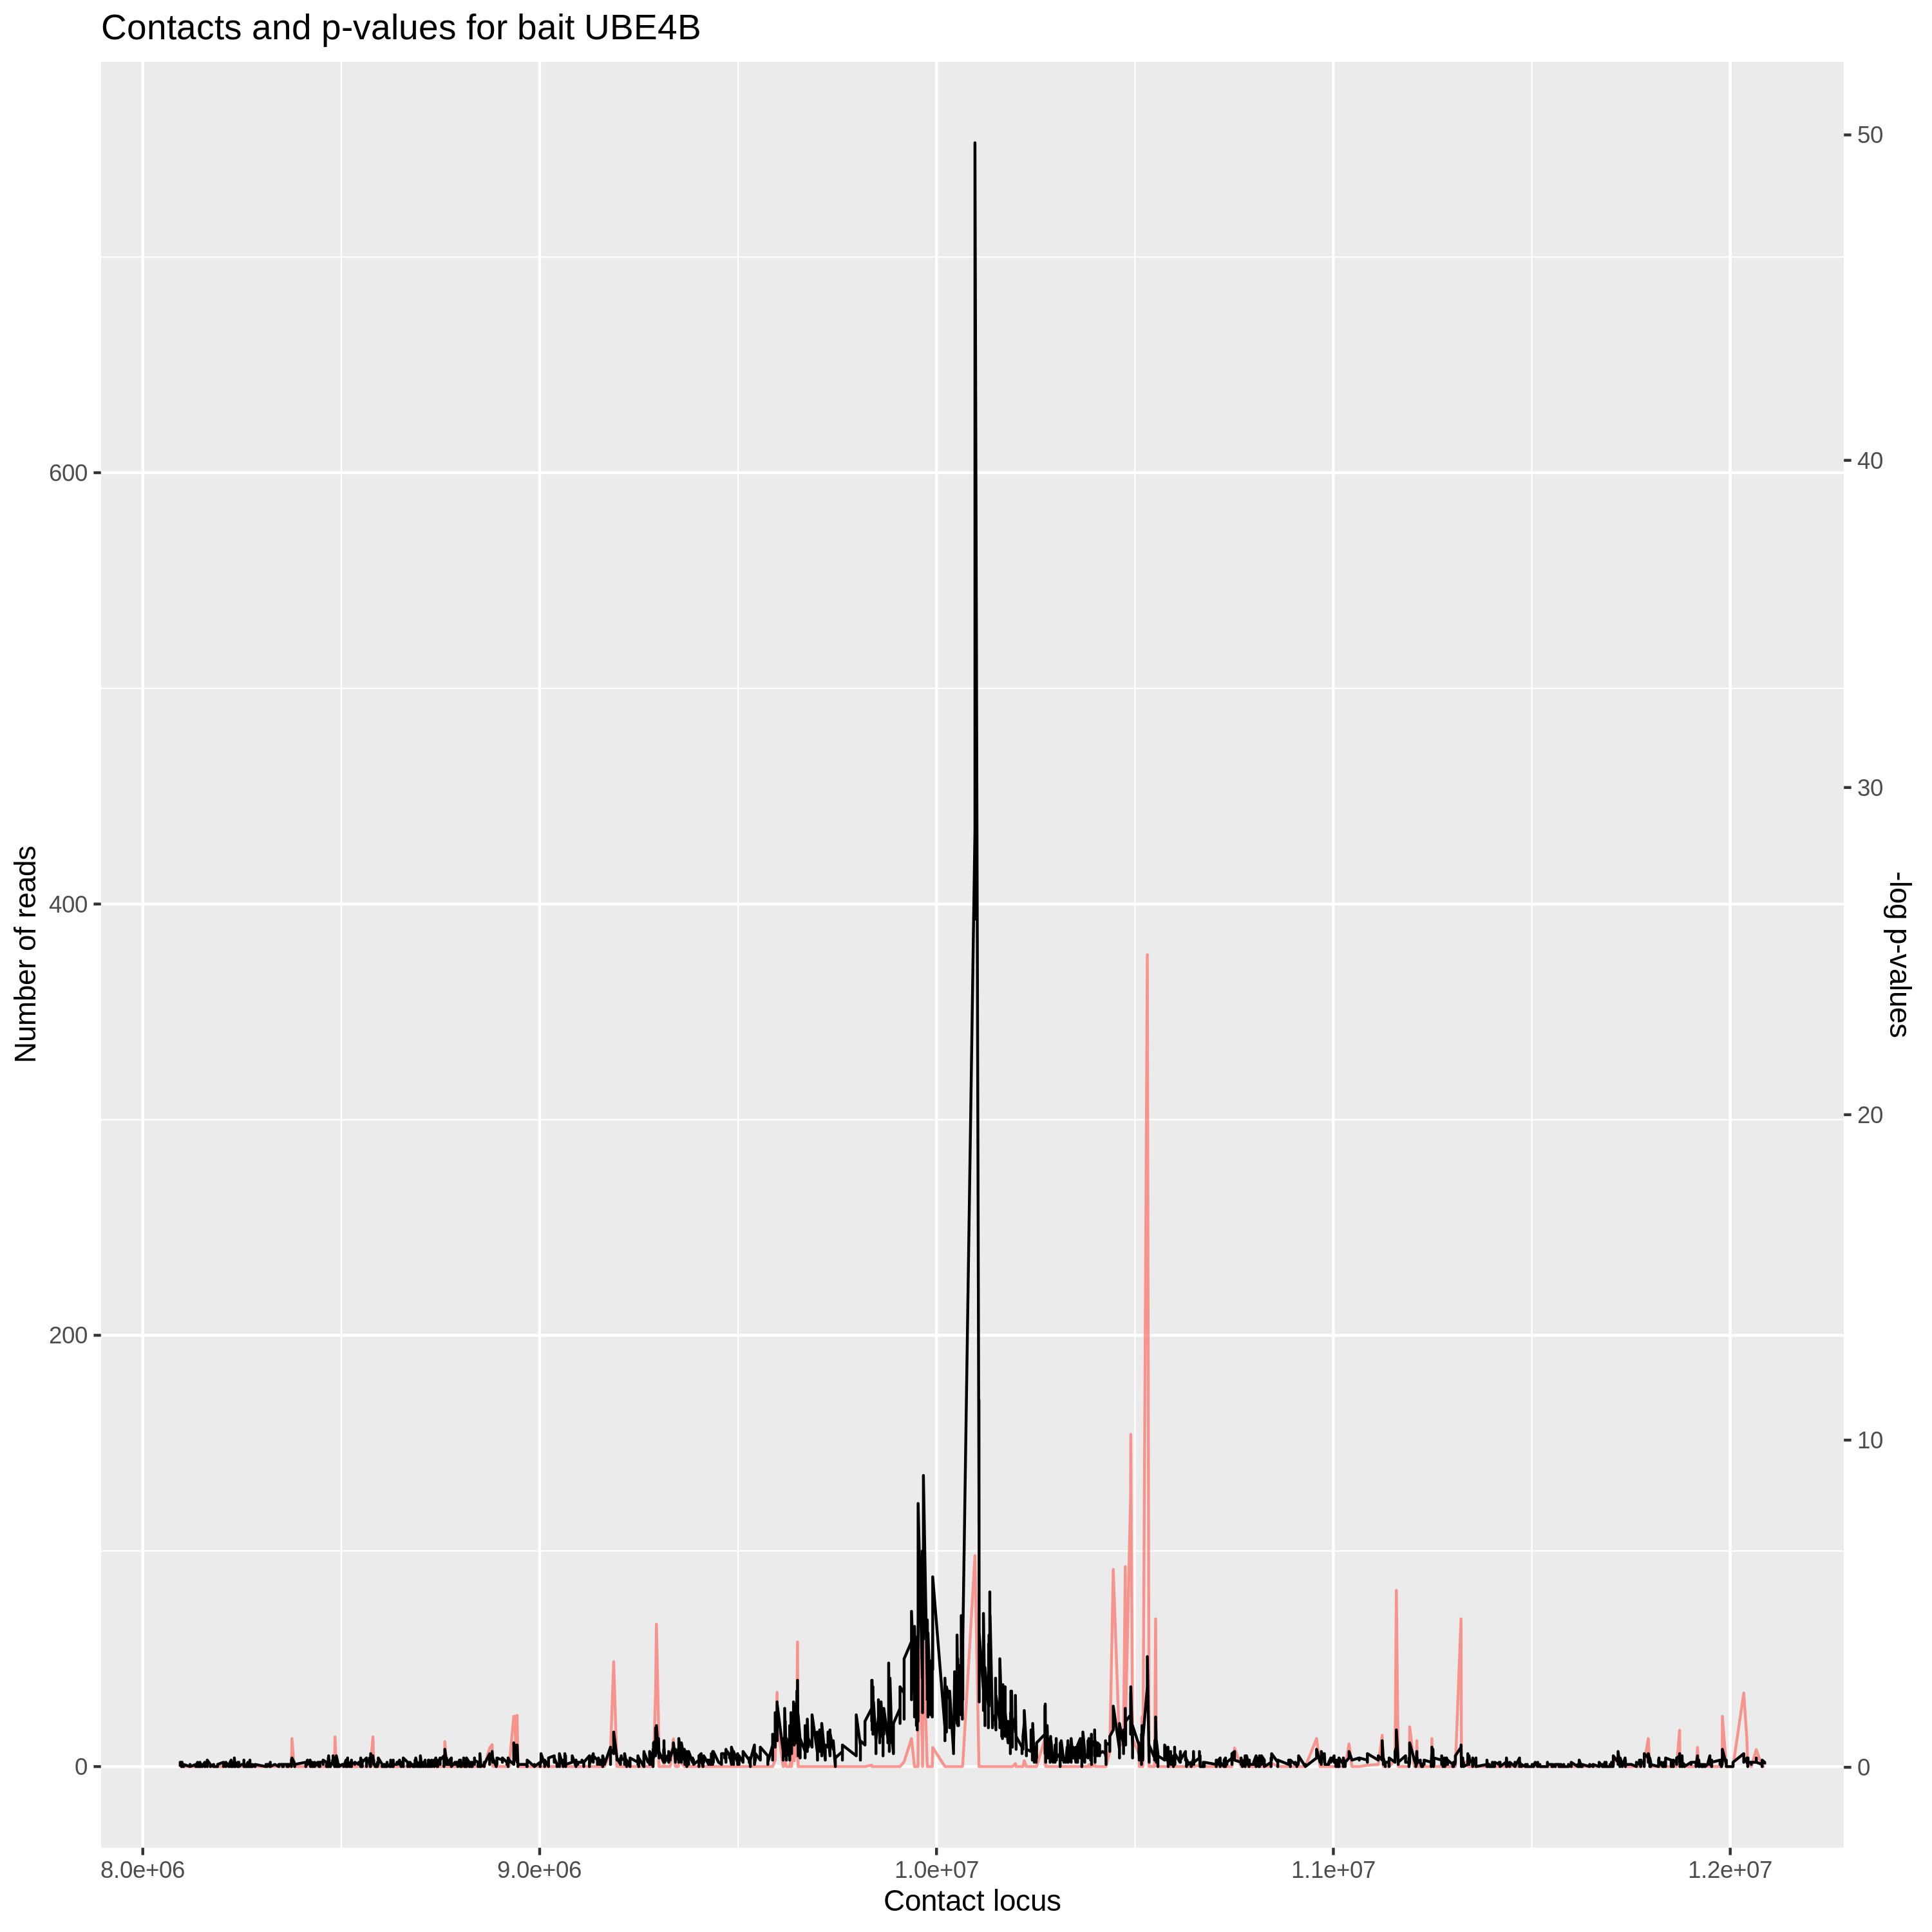 Contacts and p-values for bait UBE4B
Number of reads
600
400
200
0
-log p-values
50
40
30
20
10
0
8.0e+06
9.0e+06
1.0e+07
1.1e+07
1.2e+07
Contact locus